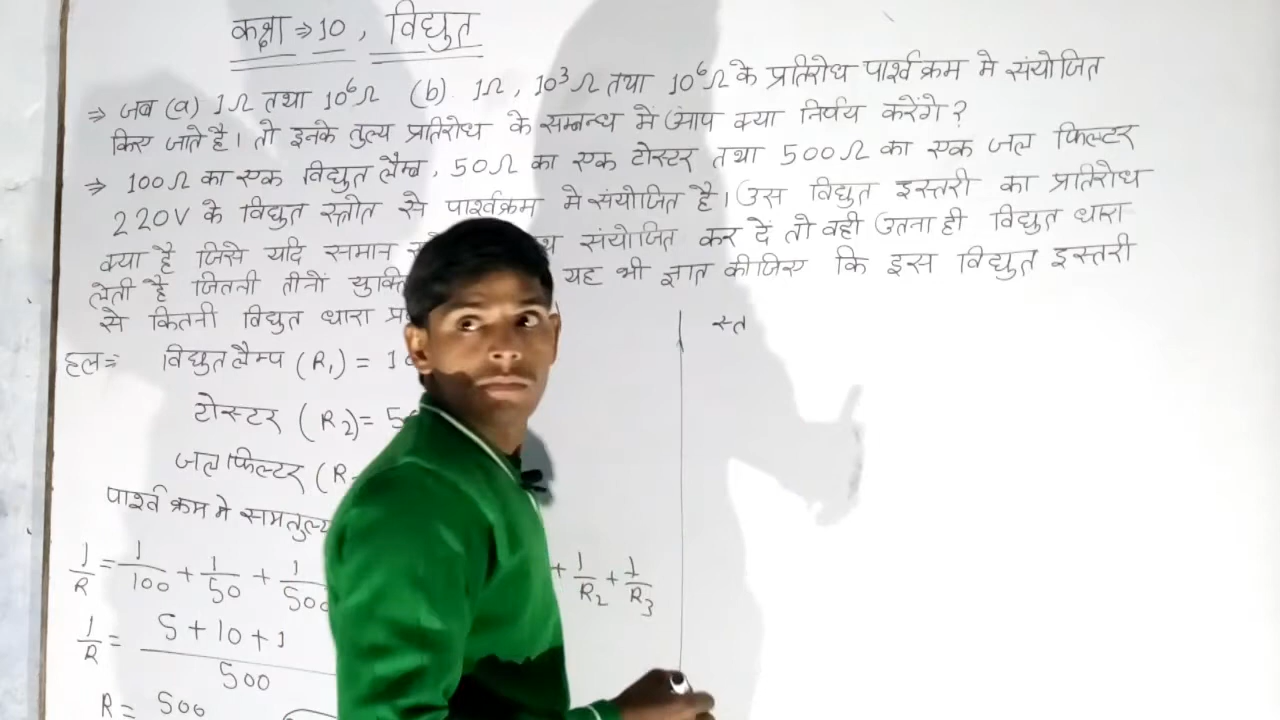 कक्षा ⇒ 10 , विद्युत
⇒ जब (a) 1Ω तथा 10⁶Ω (b). 1Ω, 10³Ω तथा 10⁶Ω के प्रतिरोध पार्श्वक्रम मे संयोजित
किए जाते है। तो इनके तुल्य प्रतिरोध के सम्बन्ध में आप क्या निर्णय करेंगे ?
⇒ 100Ω का एक विद्युत लैम्ब, 50Ω का एक टोस्टर तथा 500Ω का एक जल फिल्टर
220V के विद्युत स्त्रोत से पार्श्वक्रम मे संयोजित है। उस विद्युत इस्तरी का प्रतिरोध
क्या है जिसे यदि समान संयोजित कर दें तो वही उतना ही विद्युत धारा
लेती है जितनी तीनों यह भी ज्ञात कीजिए कि इस विद्युत इस्तरी
से कितनी विद्युत धारा
हल⇒ विद्युत लैम्प (R₁) = 1
टोस्टर (R₂) = 5
जल फिल्टर (R
पार्श्व क्रम मे सामतुल्य
1/R = 1/100 + 1/50 + 1/500 + 1/R₂ + 1/R₃
1/R = 5+10+1/500
R = 500